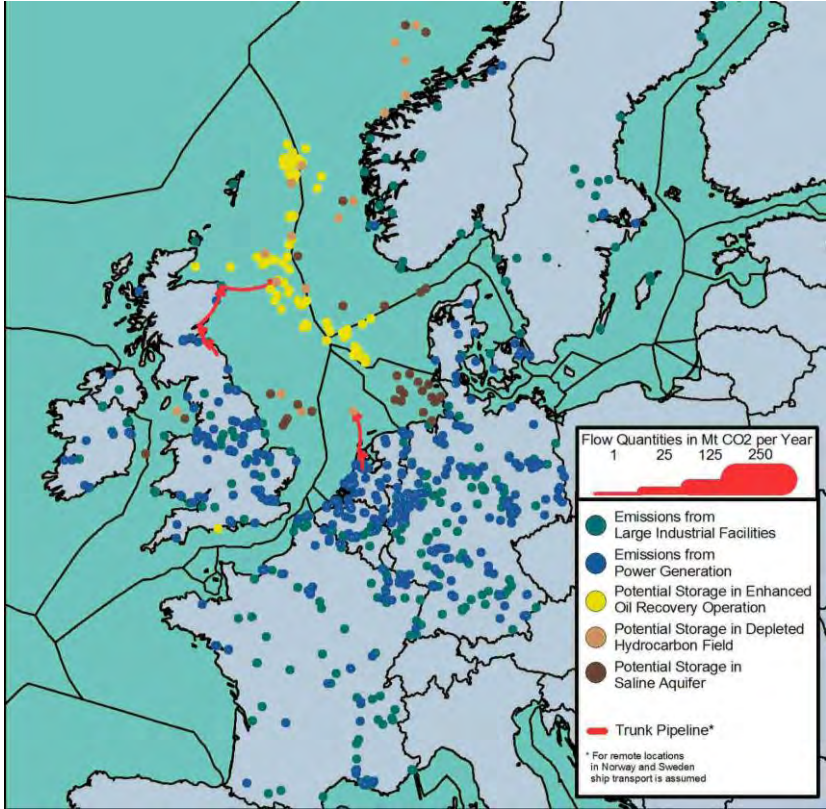 Flow Quantities in Mt CO2 per Year
1 25 125 250
Emissions from
Large Industrial Facilities
Emissions from
Power Generation
Potential Storage in Enhanced
Oil Recovery Operation
Potential Storage in Depleted
Hydrocarbon Field
Potential Storage in
Saline Aquifer
Trunk Pipeline*
* For remote locations
in Norway and Sweden
ship transport is assumed